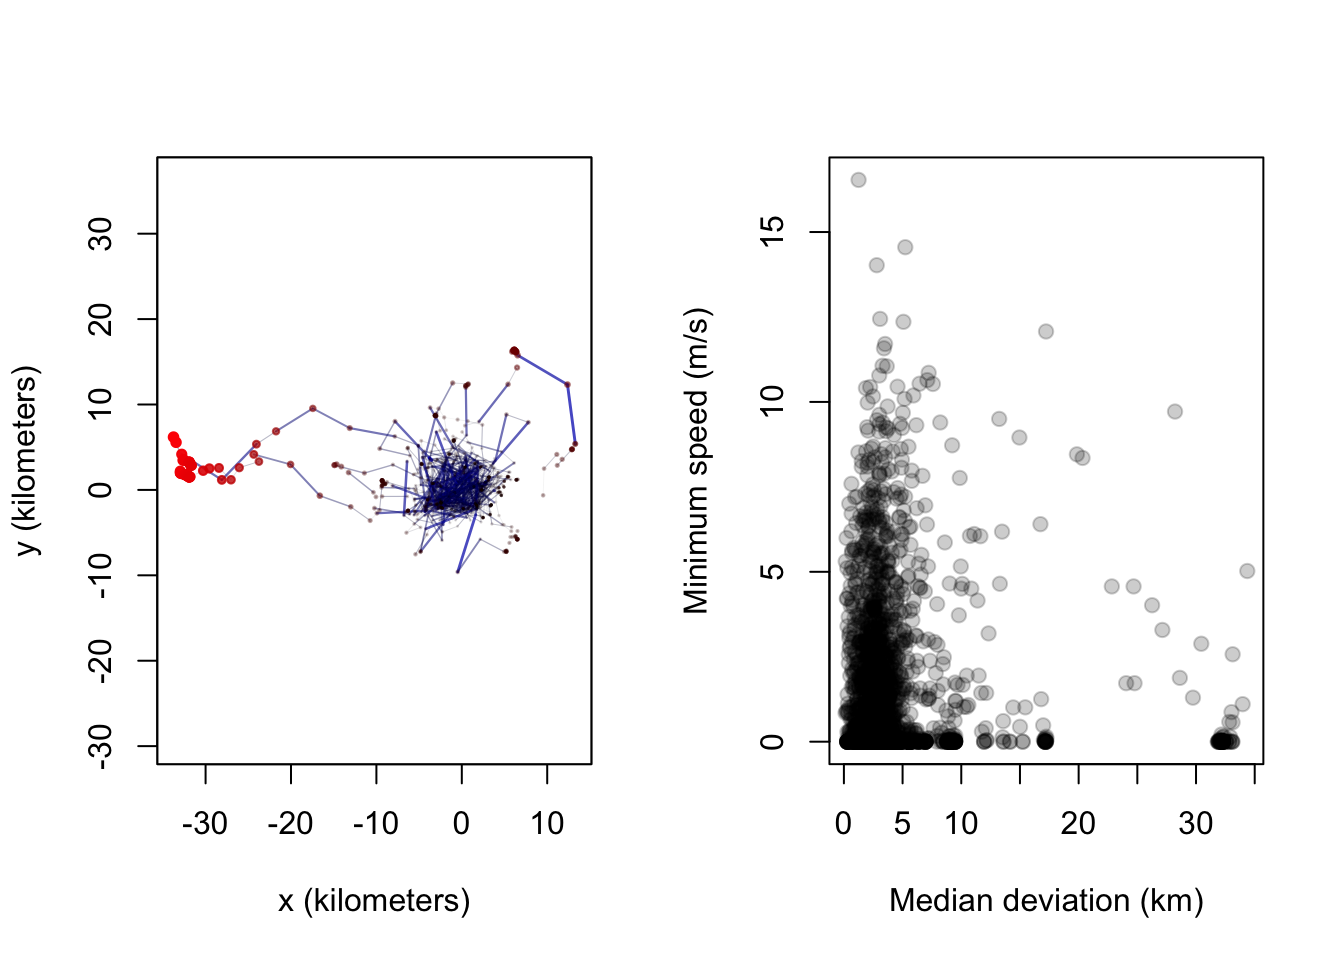 y (kilometers)
30
20
10
0
-10
-20
-30
-30 -20 -10 0 10
x (kilometers)
Minimum speed (m/s)
15
10
5
0
0 5 10 20 30
Median deviation (km)